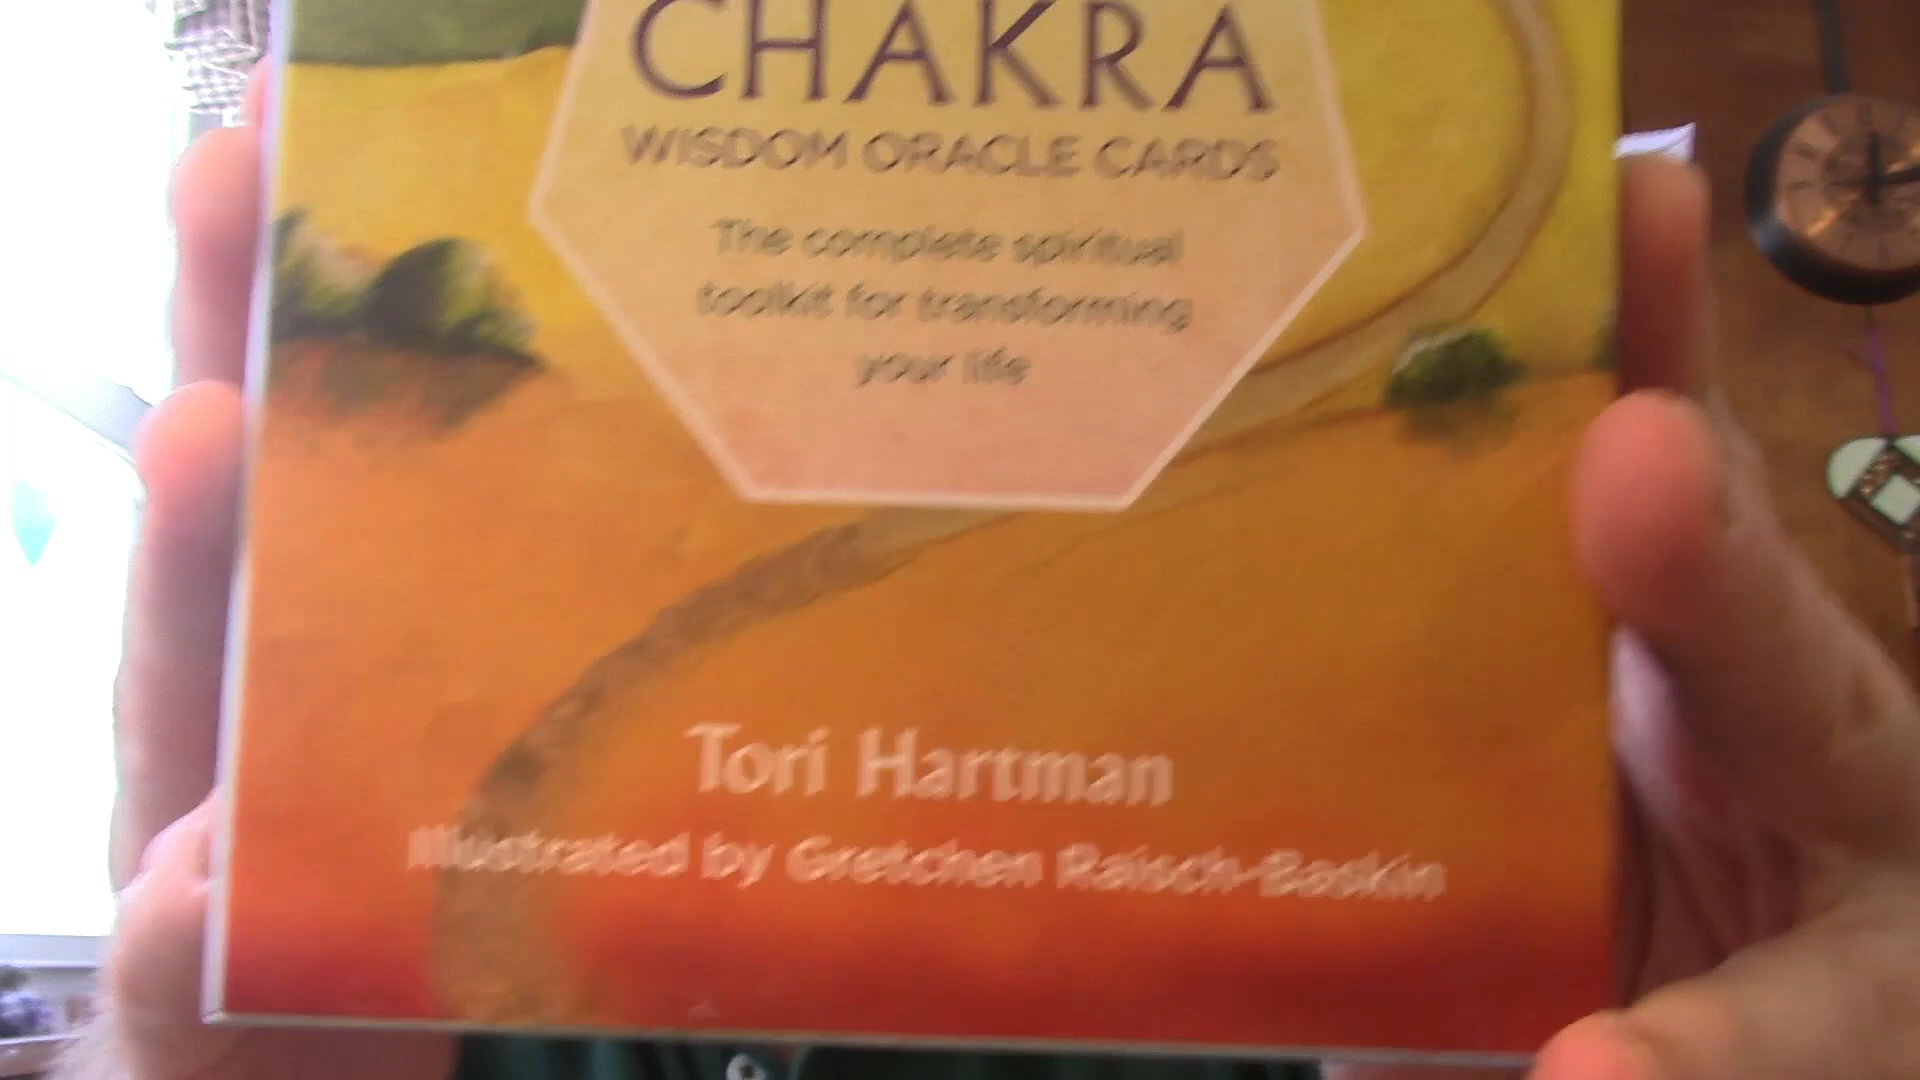 CHAKRA
WISDOM ORACLE CARDS
The complete spiritual
toolkit for transforming
your life
Tori Hartman
Illustrated by Gretchen Raisch-Baskin